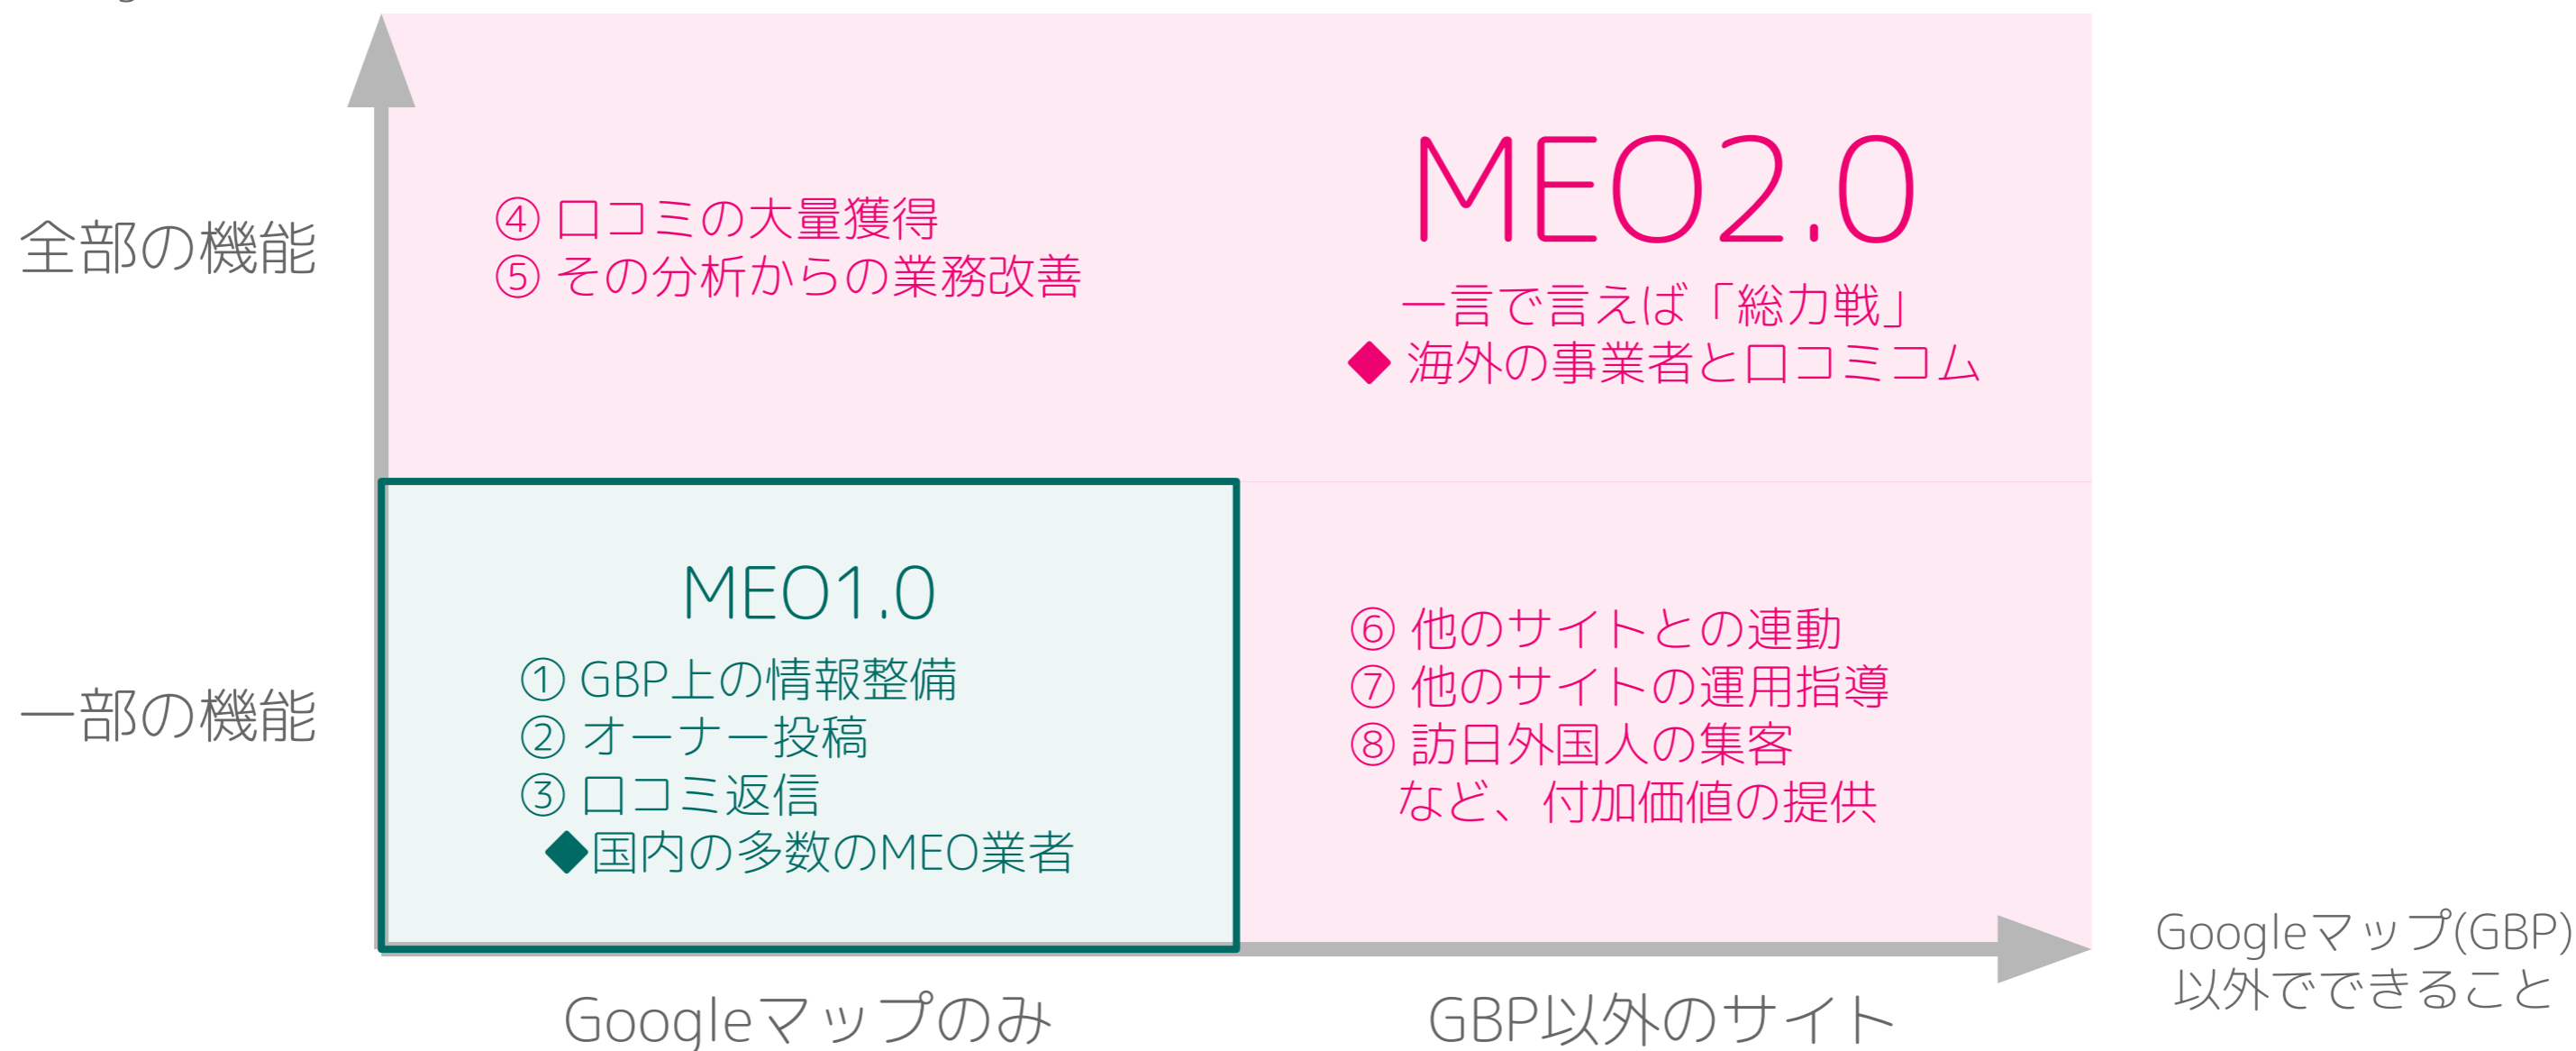 全部の機能
④ 口コミの大量獲得
⑤ その分析からの業務改善
MEO2.0
一言で言えば「総力戦」
◆ 海外の事業者と口コミコム
一部の機能
MEO1.0
① GBP上の情報整備
② オーナー投稿
③ 口コミ返信
◆国内の多数のMEO業者
⑥ 他のサイトとの連動
⑦ 他のサイトの運用指導
⑧ 訪日外国人の集客
など、付加価値の提供
Googleマップ(GBP)
以外でできること
Googleマップのみ
GBP以外のサイト